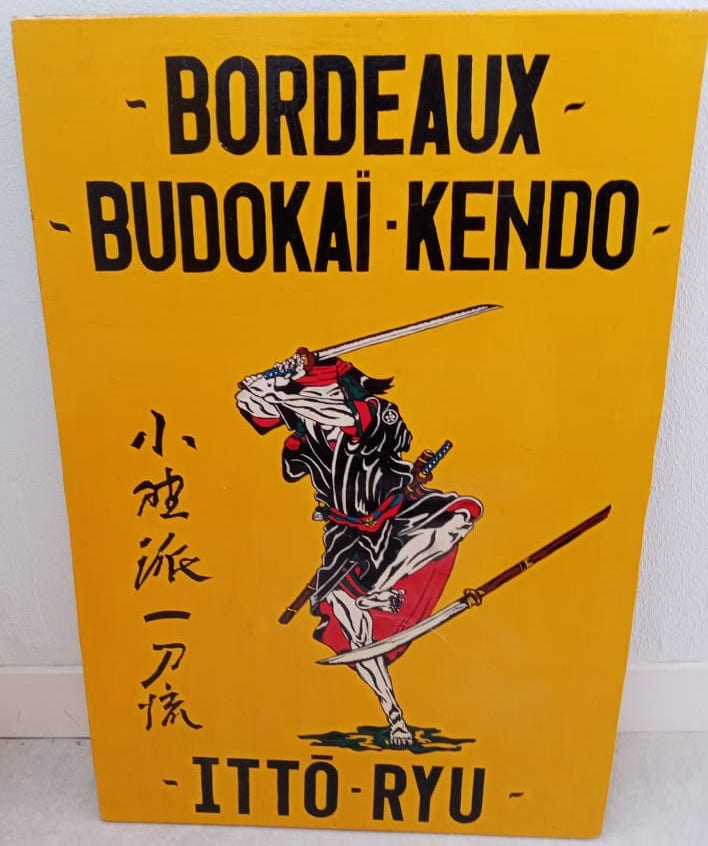 - BORDEAUX -
- BUDOKAÏ - KENDO -
小野派一刀流
- ITTŌ - RYU -